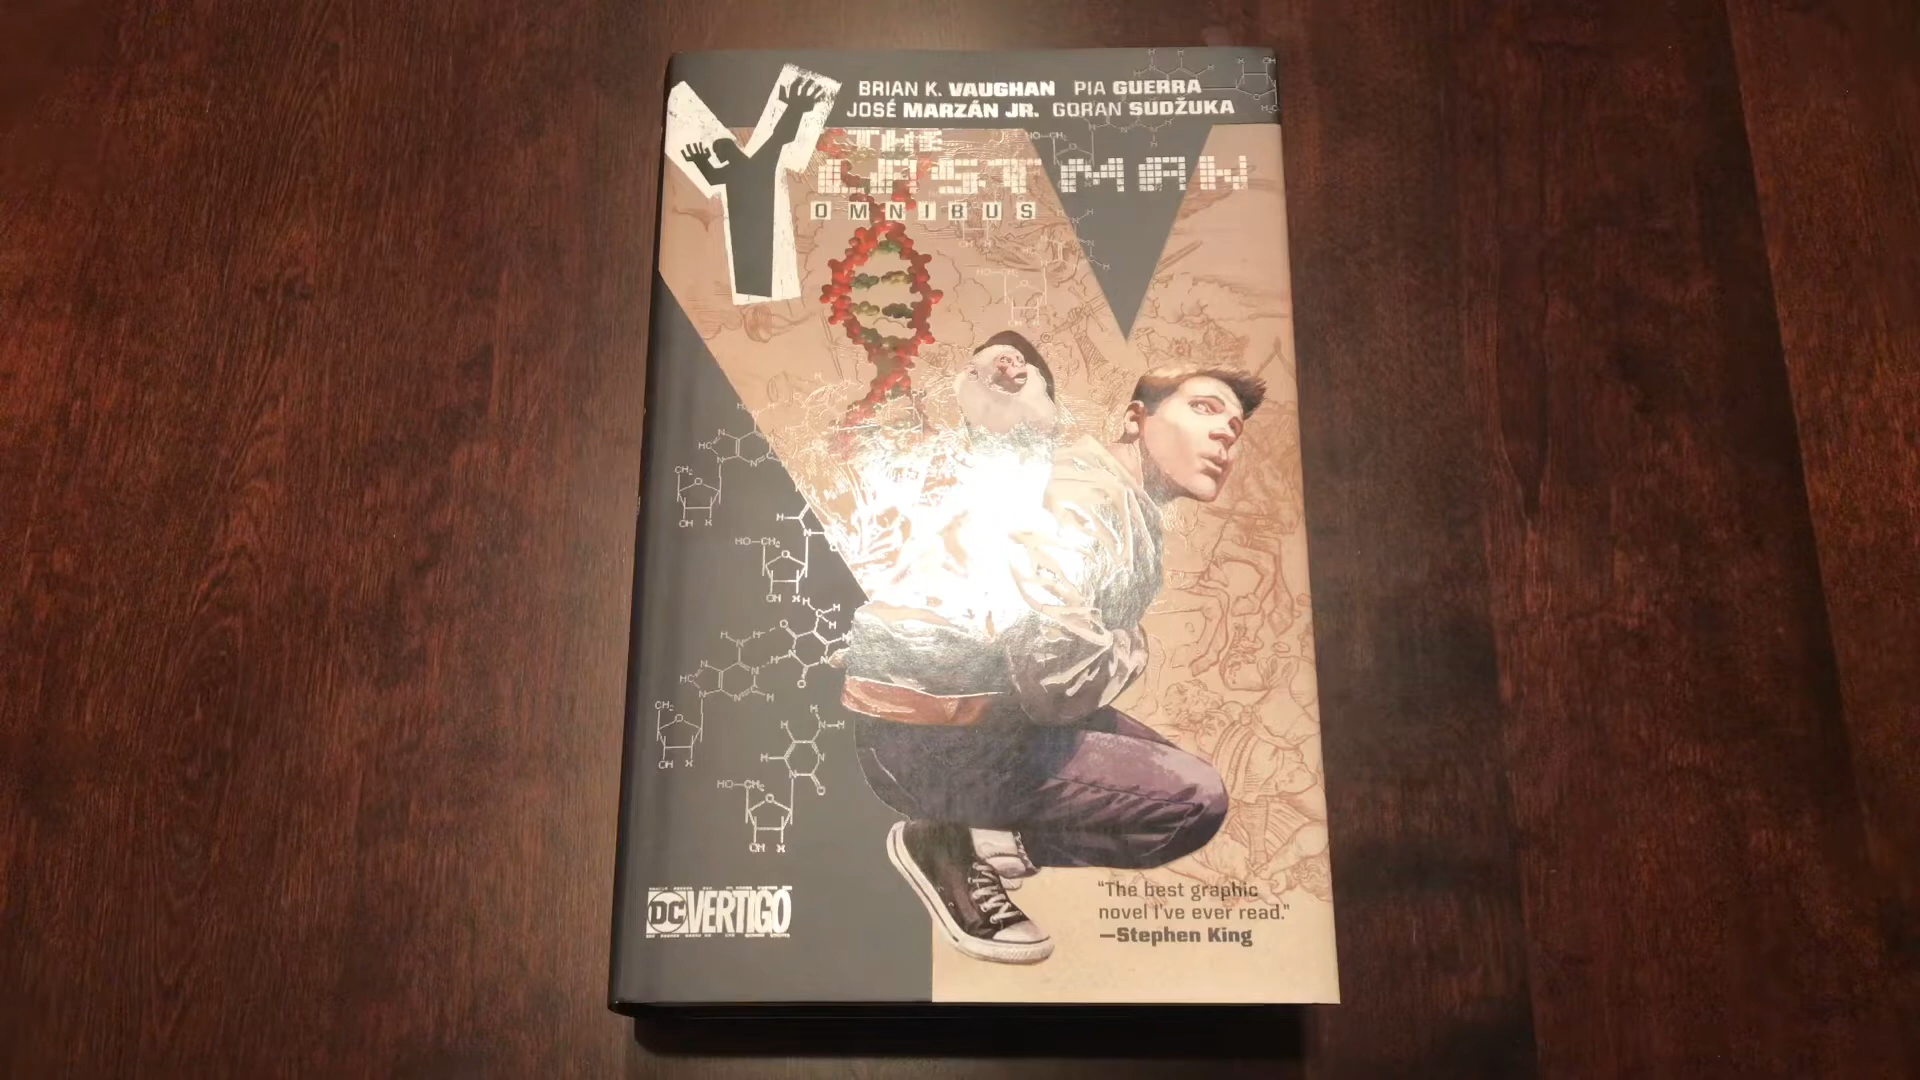 BRIAN K. VAUGHAN PIA GUERRA
JOSÉ MARZÁN JR. GORAN SUDŽUKA
Y
THE
LAST MAN
OMNIBUS
DC VERTIGO
“The best graphic
novel I've ever read.”
—Stephen King